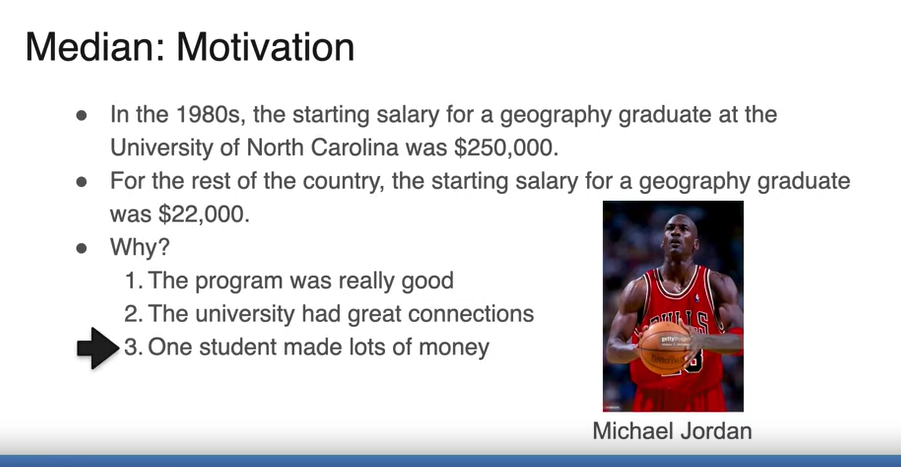 Median: Motivation
● In the 1980s, the starting salary for a geography graduate at the
University of North Carolina was $250,000.
● For the rest of the country, the starting salary for a geography graduate
was $22,000.
● Why?
1. The program was really good
2. The university had great connections
3. One student made lots of money
BULLS
gettyimages
Michael Jordan